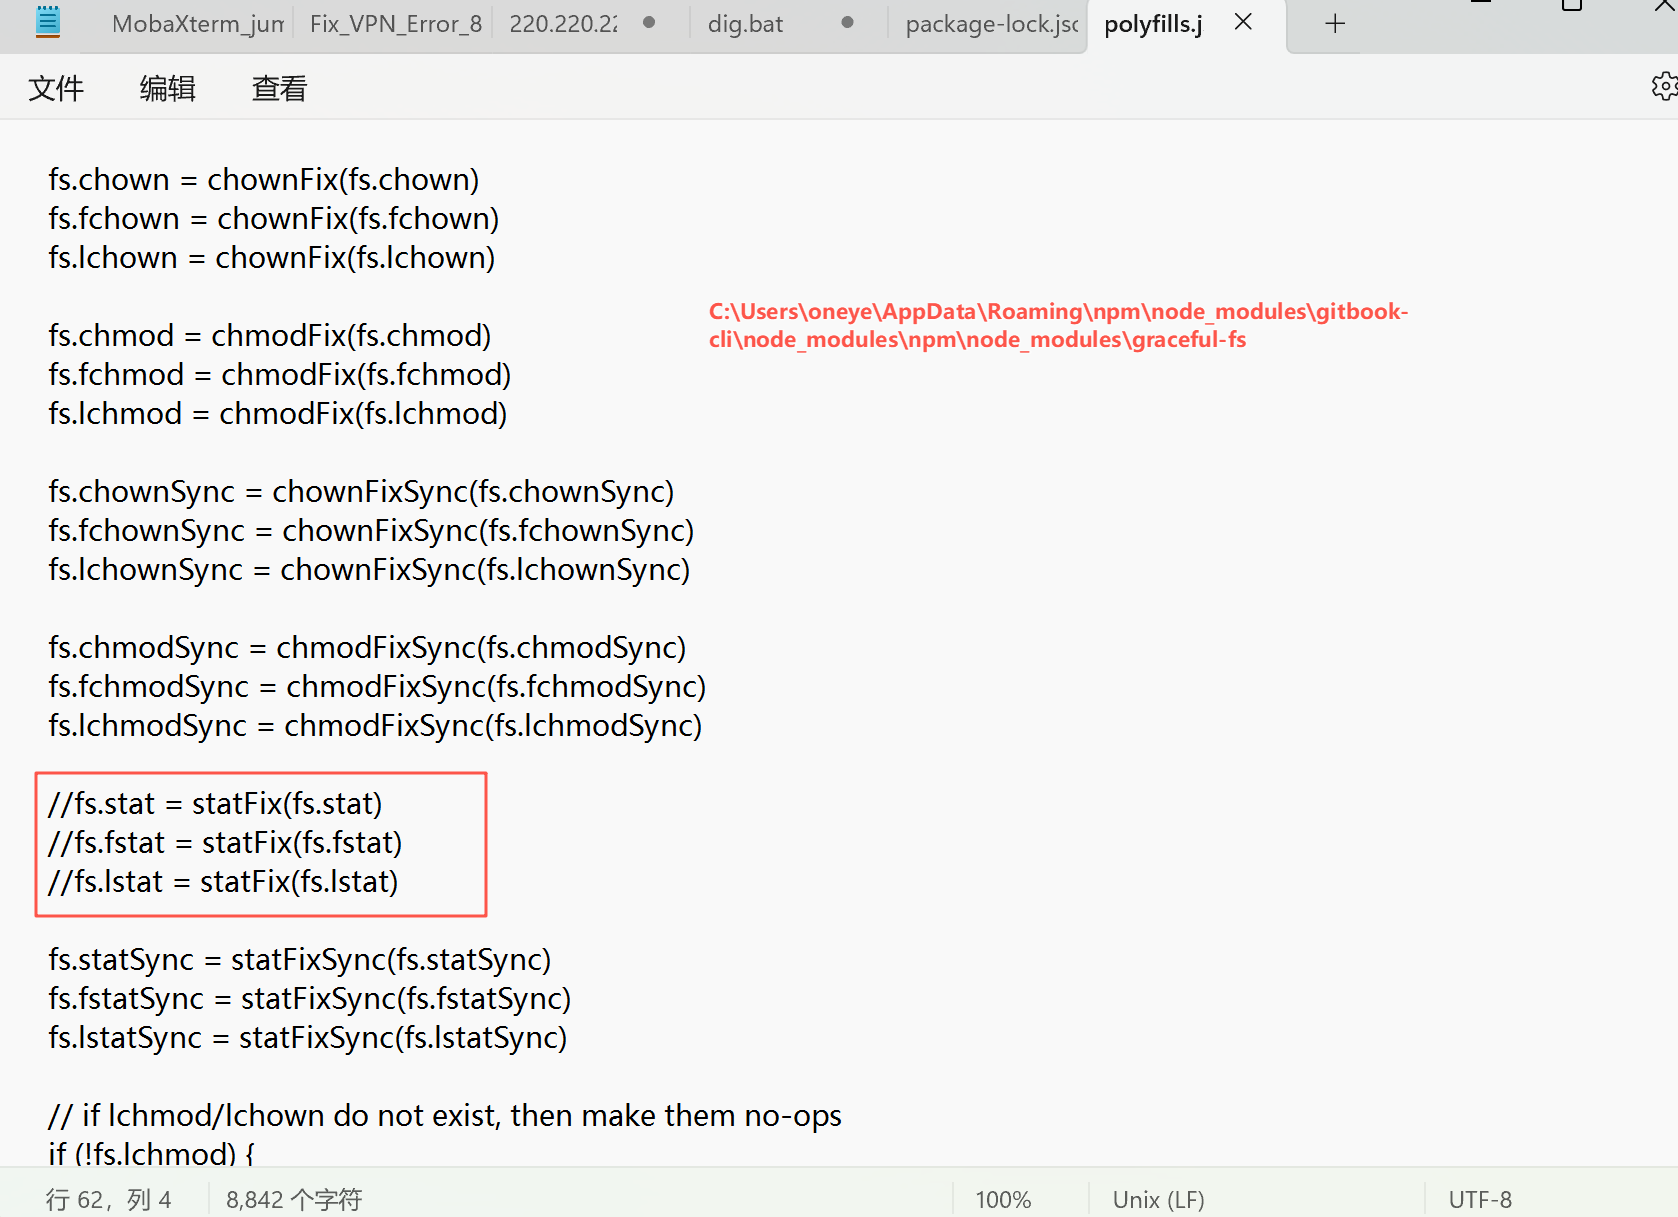 MobaXterm_jum
Fix_VPN_Error_8
220.220.22
dig.bat
package-lock.jsc
polyfills.j
文件
编辑
查看
fs.chown = chownFix(fs.chown)
fs.fchown = chownFix(fs.fchown)
fs.lchown = chownFix(fs.lchown)
C:\Users\oneye\AppData\Roaming\npm\node_modules\gitbook-
cli\node_modules\npm\node_modules\graceful-fs
fs.chmod = chmodFix(fs.chmod)
fs.fchmod = chmodFix(fs.fchmod)
fs.lchmod = chmodFix(fs.lchmod)
fs.chownSync = chownFixSync(fs.chownSync)
fs.fchownSync = chownFixSync(fs.fchownSync)
fs.lchownSync = chownFixSync(fs.lchownSync)
fs.chmodSync = chmodFixSync(fs.chmodSync)
fs.fchmodSync = chmodFixSync(fs.fchmodSync)
fs.lchmodSync = chmodFixSync(fs.lchmodSync)
//fs.stat = statFix(fs.stat)
//fs.fstat = statFix(fs.fstat)
//fs.lstat = statFix(fs.lstat)
fs.statSync = statFixSync(fs.statSync)
fs.fstatSync = statFixSync(fs.fstatSync)
fs.lstatSync = statFixSync(fs.lstatSync)
// if lchmod/lchown do not exist, then make them no-ops
if (!fs.lchmod) {
行 62，列 4
8,842 个字符
100%
Unix (LF)
UTF-8